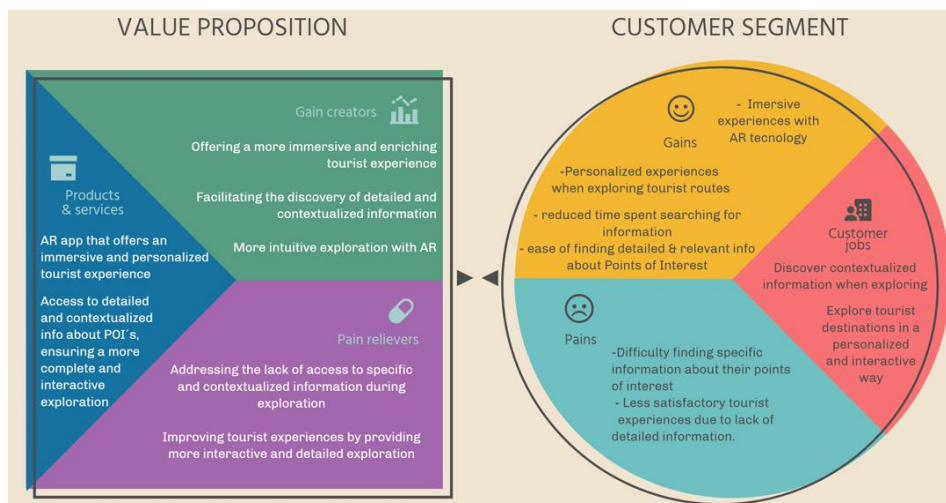 VALUE PROPOSITION
Gain creators
Offering a more immersive and enriching
tourist experience
Facilitating the discovery of detailed and
contextualized information
More intuitive exploration with AR
Products
& services
AR app that offers an
immersive and personalized
tourist experience
Access to detailed
and contextualized
info about POI´s,
ensuring a more
complete and
interactive
exploration
Pain relievers
Addressing the lack of access to specific
and contextualized information during
exploration
Improving tourist experiences by providing
more interactive and detailed exploration
CUSTOMER SEGMENT
Gains
- Imersive
experiences with
AR tecnology
-Personalized experiences
when exploring tourist routes
- reduced time spent searching for
information
- ease of finding detailed & relevant info
about Points of Interest
Customer
jobs
Discover contextualized
information when exploring
Explore tourist
destinations in a
personalized
and interactive
way
Pains
-Difficulty finding specific
information about their points
of interest
- Less satisfactory tourist
experiences due to lack of
detailed information.